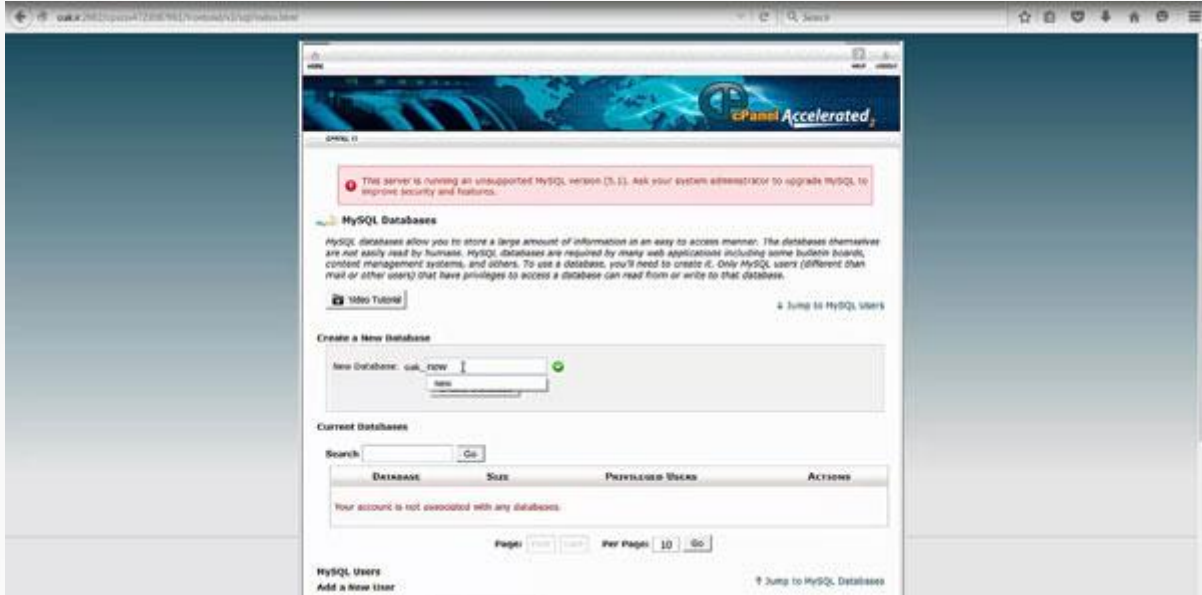 Search
HOME
HELP LOGOUT
cPanel Accelerated2
This server is running an unsupported MySQL version (5.1). Ask your system administrator to upgrade MySQL to
improve security and features.
MySQL Databases
MySQL databases allow you to store a large amount of information in an easy to access manner. The databases themselves
are not easily read by humans. MySQL databases are required by many web applications including some bulletin boards,
content management systems, and others. To use a database, you'll need to create it. Only MySQL users (different than
mail or other users) that have privileges to access a database can read from or write to that database.
Video Tutorial
Jump to MySQL Users
Create a New Database
New Database: oak_now
Current Databases
Search Go
DATABASE SIZE PRIVILEGED USERS ACTIONS
Your account is not associated with any databases.
Page: Per Page: 10 Go
MySQL Users
Add a New User
Jump to MySQL Databases